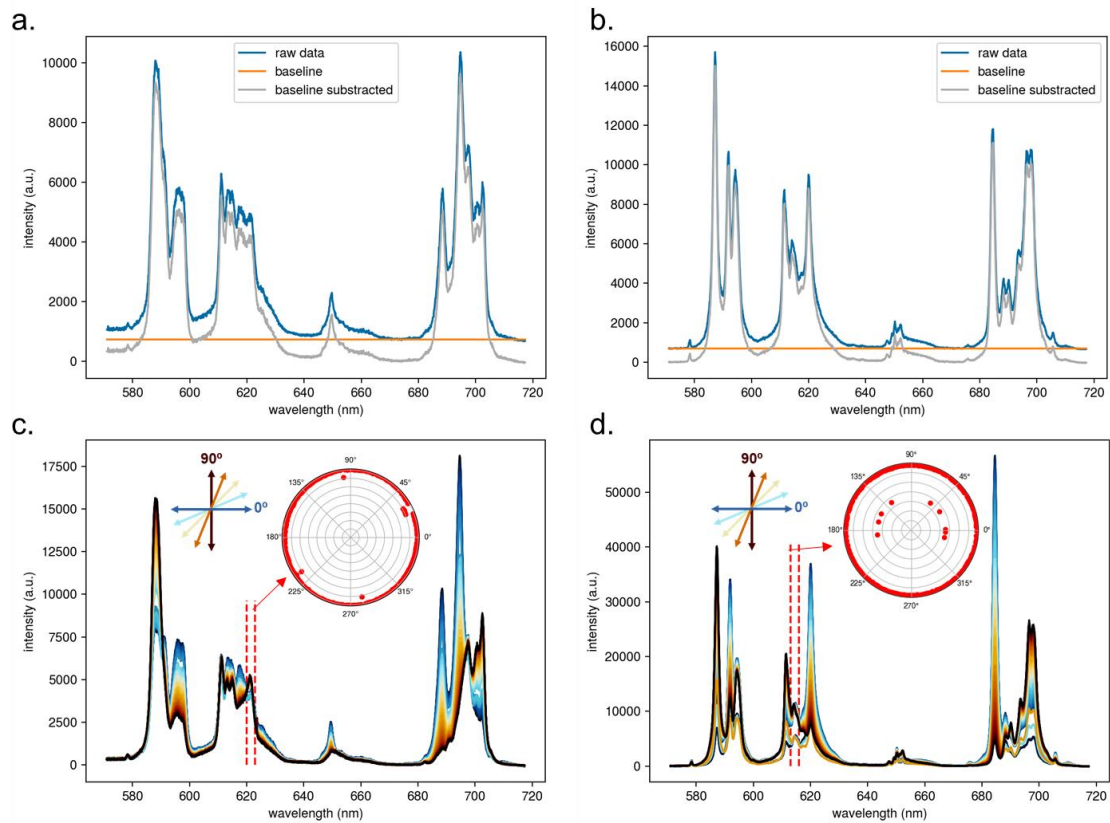 a.
raw data
baseline
baseline substracted
10000
8000
6000
4000
2000
0
intensity (a.u.)
580 600 620 640 660 680 700 720
wavelength (nm)
b.
raw data
baseline
baseline substracted
16000
14000
12000
10000
8000
6000
4000
2000
0
intensity (a.u.)
580 600 620 640 660 680 700 720
wavelength (nm)
c.
90º
0º
90°
135° 45°
180° 0°
225° 315°
270°
17500
15000
12500
10000
7500
5000
2500
0
intensity (a.u.)
580 600 620 640 660 680 700 720
wavelength (nm)
d.
90º
0º
90°
135° 45°
180° 0°
225° 315°
270°
50000
40000
30000
20000
10000
0
intensity (a.u.)
580 600 620 640 660 680 700 720
wavelength (nm)